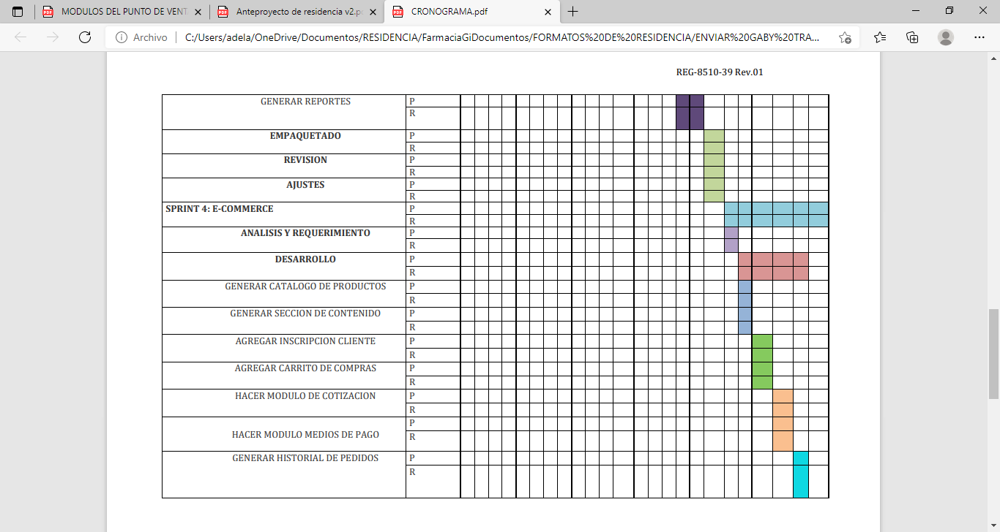 MODULOS DEL PUNTO DE VENT
Anteproyecto de residencia v2.p
CRONOGRAMA.pdf
Archivo
C:/Users/adela/OneDrive/Documentos/RESIDENCIA/FarmaciaGiDocumentos/FORMATOS%20DE%20RESIDENCIA/ENVIAR%20GABY%20TRA...
REG-8510-39 Rev.01
GENERAR REPORTES P
R
EMPAQUETADO P
R
REVISION P
R
AJUSTES P
R
SPRINT 4: E-COMMERCE P
R
ANALISIS Y REQUERIMIENTO P
R
DESARROLLO P
R
GENERAR CATALOGO DE PRODUCTOS P
R
GENERAR SECCION DE CONTENIDO P
R
AGREGAR INSCRIPCION CLIENTE P
R
AGREGAR CARRITO DE COMPRAS P
R
HACER MODULO DE COTIZACION P
R
P
HACER MODULO MEDIOS DE PAGO R
GENERAR HISTORIAL DE PEDIDOS P
R